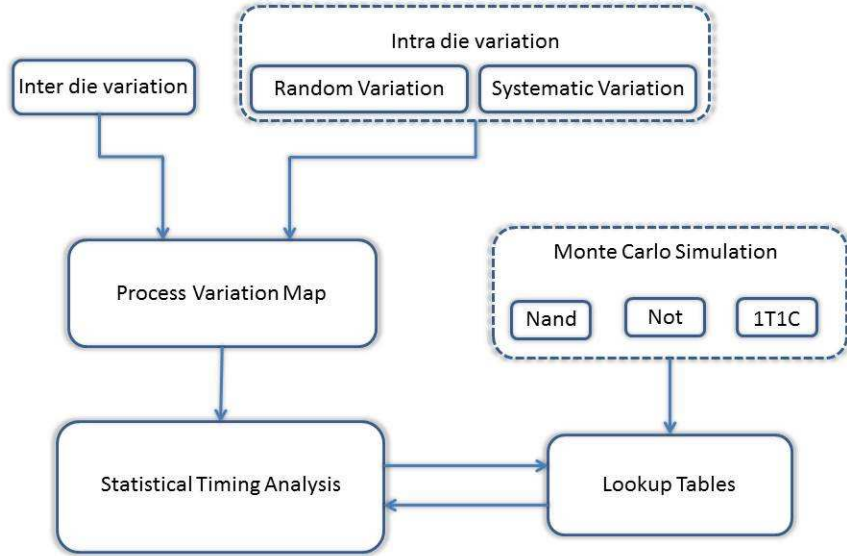 Intra die variation
Inter die variation
Random Variation
Systematic Variation
Process Variation Map
Monte Carlo Simulation
Nand
Not
1T1C
Statistical Timing Analysis
Lookup Tables